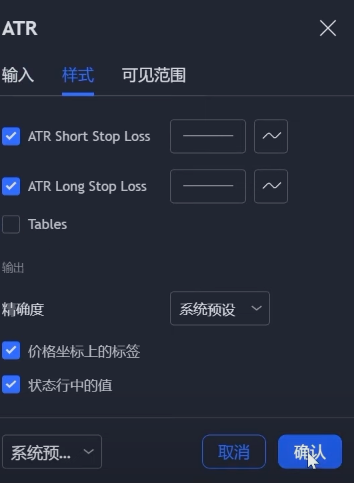 ATR
输入 样式 可见范围
ATR Short Stop Loss
ATR Long Stop Loss
Tables
输出
精确度 系统预设
价格坐标上的标签
状态行中的值
系统预... 取消 确认